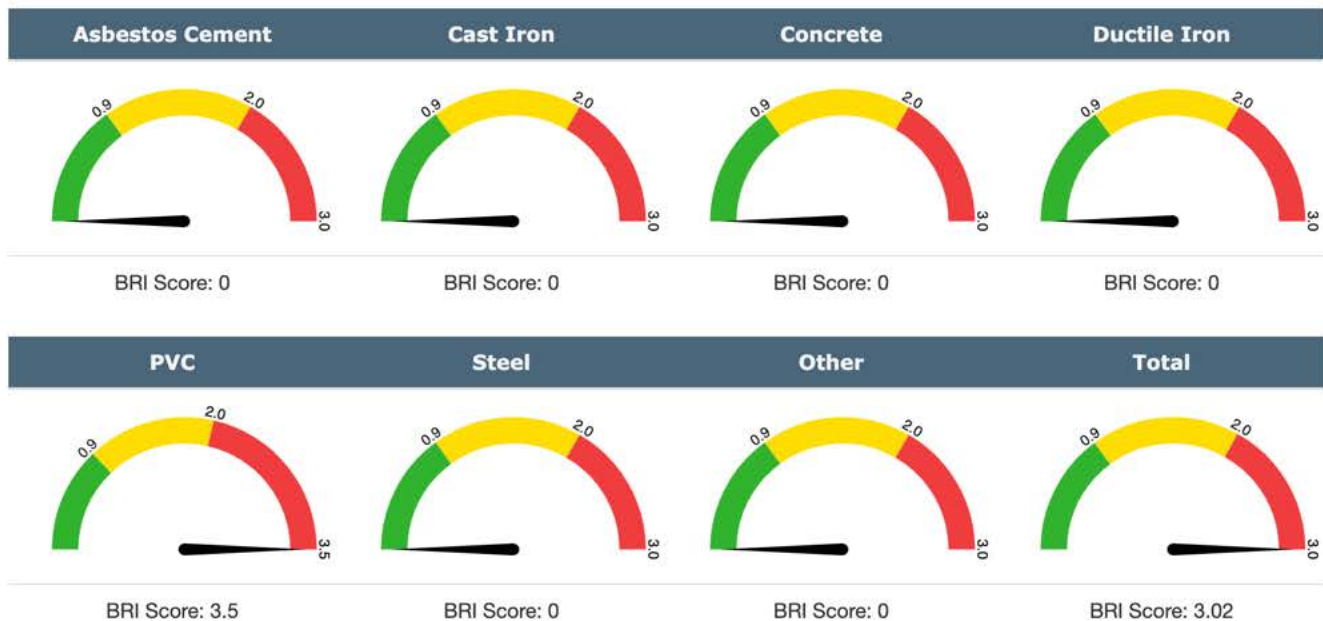 Asbestos Cement Cast Iron Concrete Ductile Iron
0.9 2.0 3.0 0.9 2.0 3.0 0.9 2.0 3.0 0.9 2.0 3.0
BRI Score: 0 BRI Score: 0 BRI Score: 0 BRI Score: 0
PVC Steel Other Total
0.9 2.0 3.5 0.9 2.0 3.0 0.9 2.0 3.0 0.9 2.0 3.0
BRI Score: 3.5 BRI Score: 0 BRI Score: 0 BRI Score: 3.02